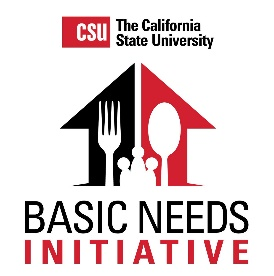 CSU The California
State University
BASIC NEEDS
INITIATIVE